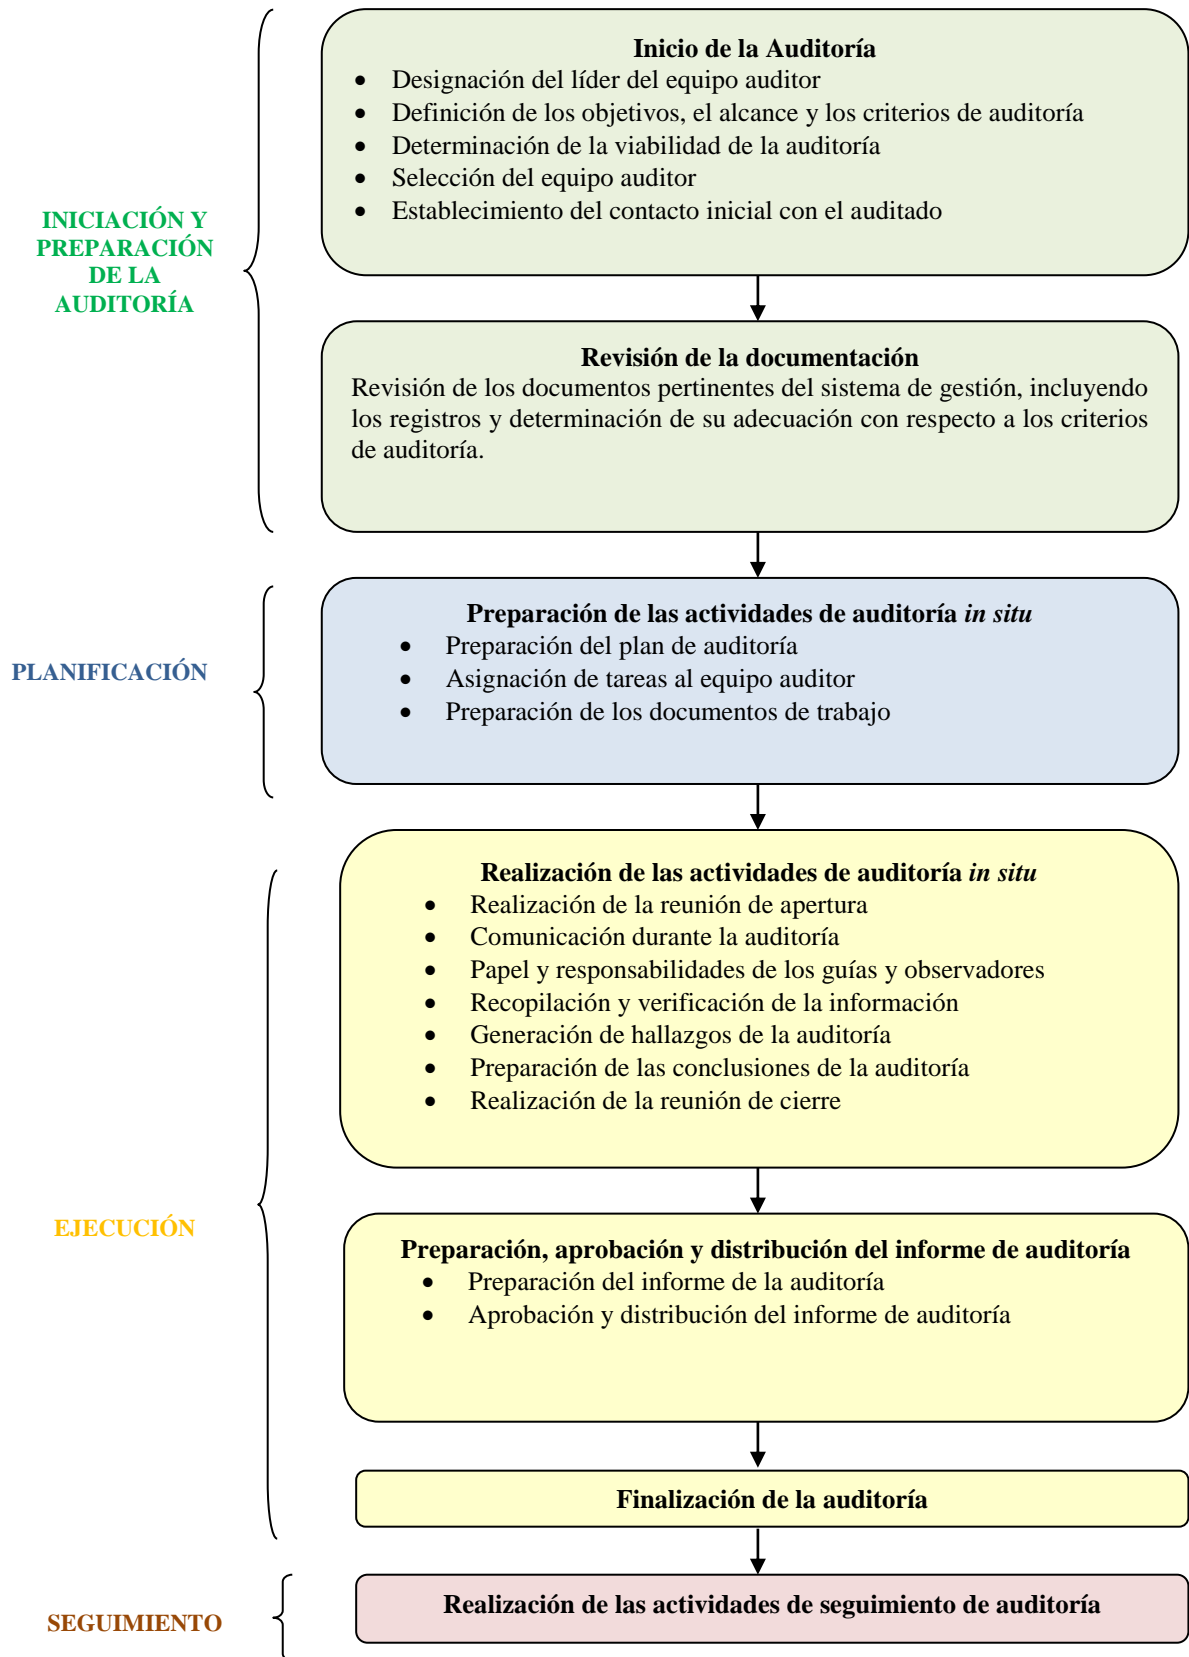 Inicio de la Auditoría
• Designación del líder del equipo auditor
• Definición de los objetivos, el alcance y los criterios de auditoría
• Determinación de la viabilidad de la auditoría
• Selección del equipo auditor
• Establecimiento del contacto inicial con el auditado
INICIACIÓN Y
PREPARACIÓN
DE LA
AUDITORÍA
Revisión de la documentación
Revisión de los documentos pertinentes del sistema de gestión, incluyendo
los registros y determinación de su adecuación con respecto a los criterios
de auditoría.
PLANIFICACIÓN
Preparación de las actividades de auditoría in situ
• Preparación del plan de auditoría
• Asignación de tareas al equipo auditor
• Preparación de los documentos de trabajo
Realización de las actividades de auditoría in situ
• Realización de la reunión de apertura
• Comunicación durante la auditoría
• Papel y responsabilidades de los guías y observadores
• Recopilación y verificación de la información
• Generación de hallazgos de la auditoría
• Preparación de las conclusiones de la auditoría
• Realización de la reunión de cierre
EJECUCIÓN
Preparación, aprobación y distribución del informe de auditoría
• Preparación del informe de la auditoría
• Aprobación y distribución del informe de auditoría
Finalización de la auditoría
SEGUIMIENTO
Realización de las actividades de seguimiento de auditoría